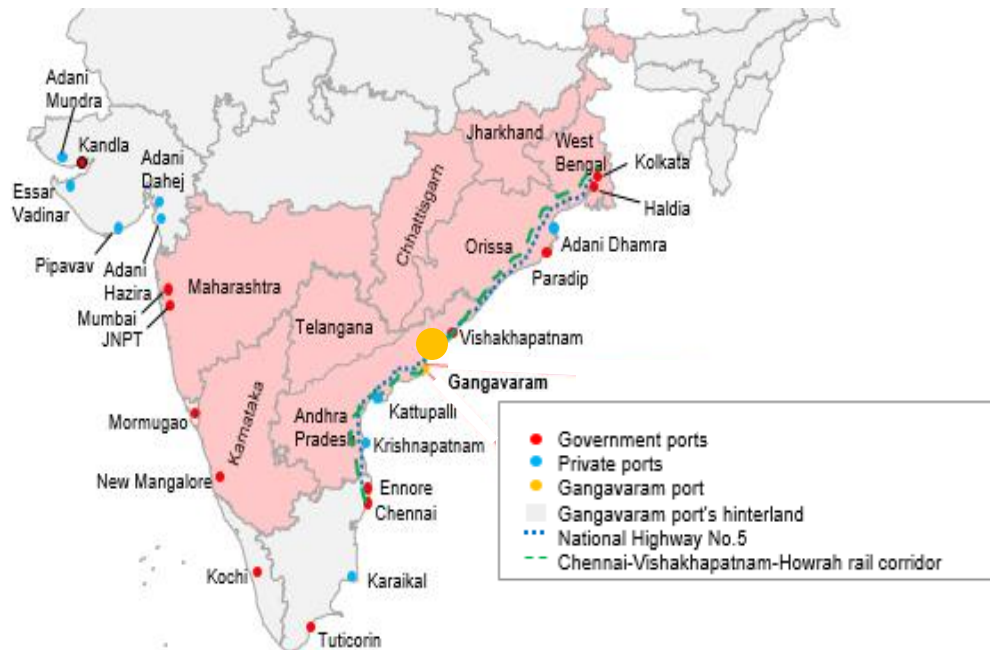 Adani
Mundra
Kandla
Adani
Dahej
Essar
Vadinar
Pipavav
Adani
Hazira
Mumbai
JNPT
Maharashtra
Jharkhand
West
Bengal
Kolkata
Haldia
Chhattisgarh
Orissa
Adani Dhamra
Paradip
Telangana
Vishakhapatnam
Gangavaram
Mormugao
Karnataka
Andhra
Pradesh
Kattupalli
Krishnapatnam
New Mangalore
Ennore
Chennai
Kochi
Karaikal
Tuticorin
Government ports
Private ports
Gangavaram port
Gangavaram port's hinterland
National Highway No.5
Chennai-Vishakhapatnam-Howrah rail corridor